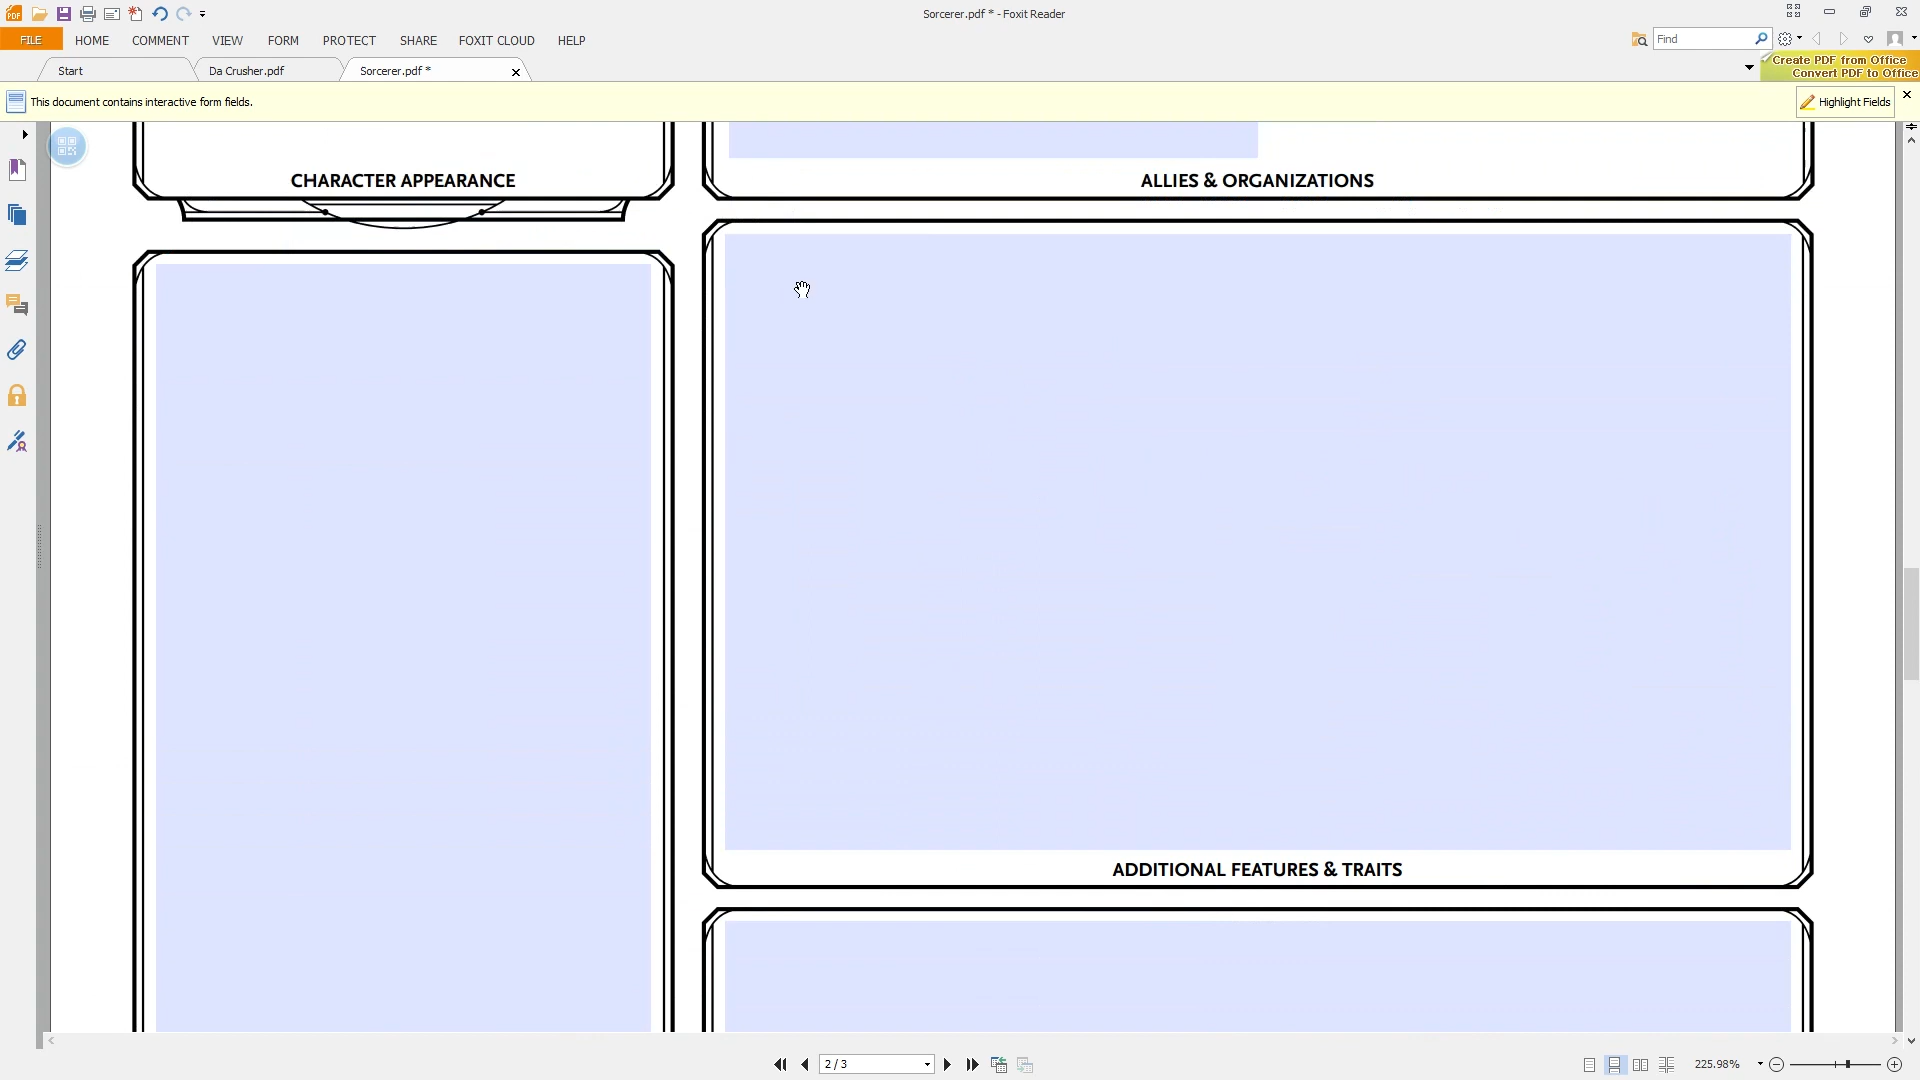 Sorcerer.pdf * - Foxit Reader
FILE HOME COMMENT VIEW FORM PROTECT SHARE FOXIT CLOUD HELP
Find
Start
Da Crusher.pdf
Sorcerer.pdf *
Create PDF from Office
Convert PDF to Office
This document contains interactive form fields.
Highlight Fields
CHARACTER APPEARANCE
ALLIES & ORGANIZATIONS
ADDITIONAL FEATURES & TRAITS
2 / 3
225.98%